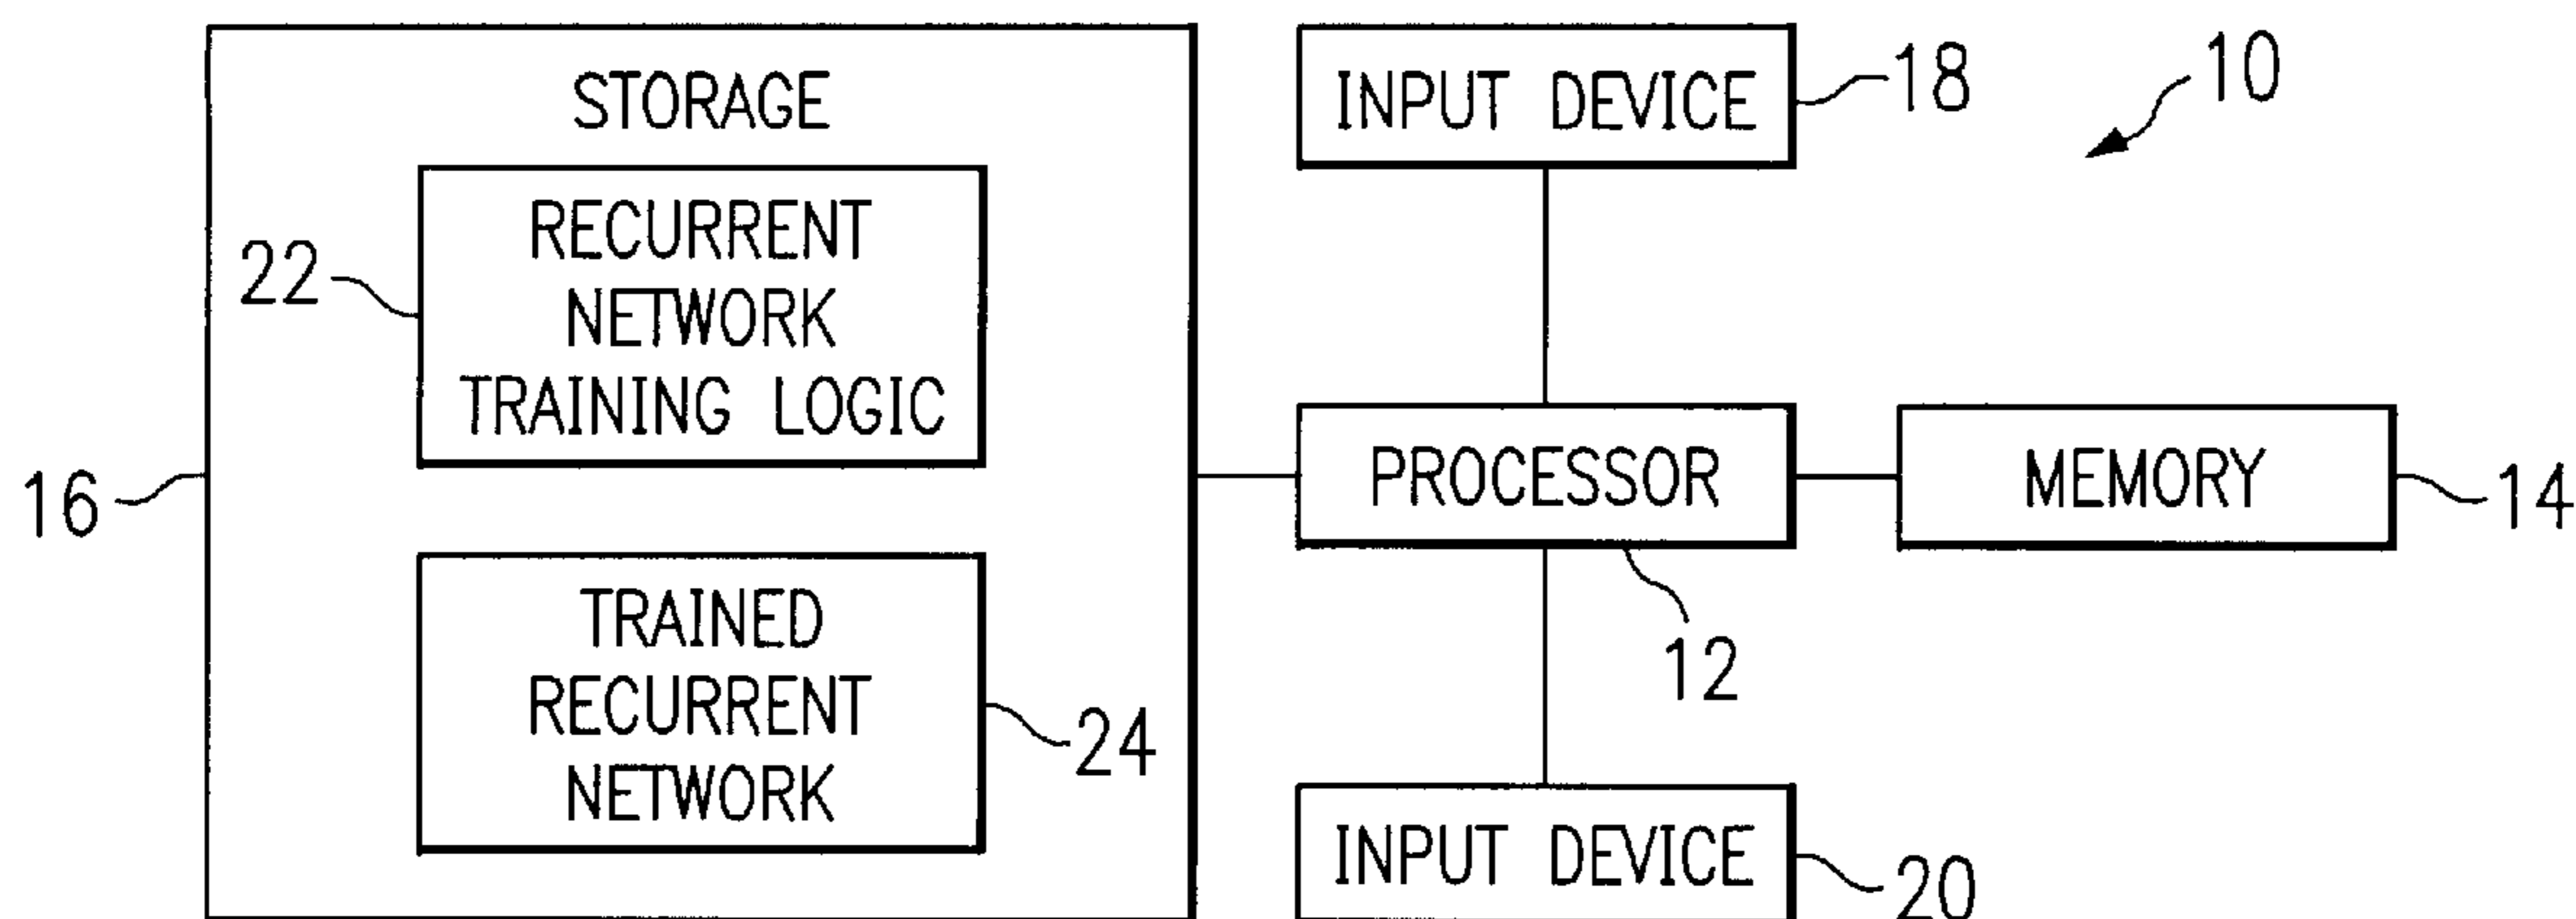 STORAGE
RECURRENT
NETWORK
TRAINING LOGIC
22
16
TRAINED
RECURRENT
NETWORK
24
INPUT DEVICE
18
10
PROCESSOR
12
MEMORY
14
INPUT DEVICE
20